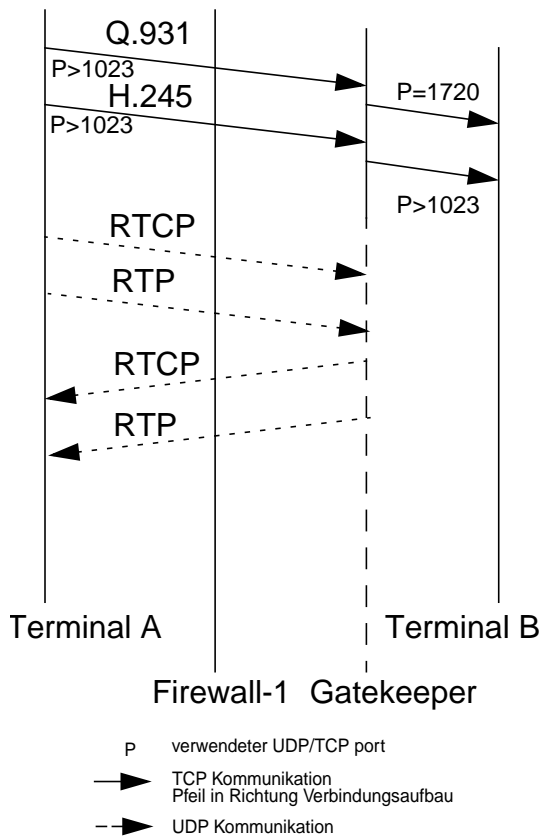 Q.931
P>1023
H.245
P=1720
P>1023
P>1023
RTCP
RTP
RTCP
RTP
Terminal A
Terminal B
Firewall-1
Gatekeeper
P verwendeter UDP/TCP port
TCP Kommunikation
Pfeil in Richtung Verbindungsaufbau
UDP Kommunikation